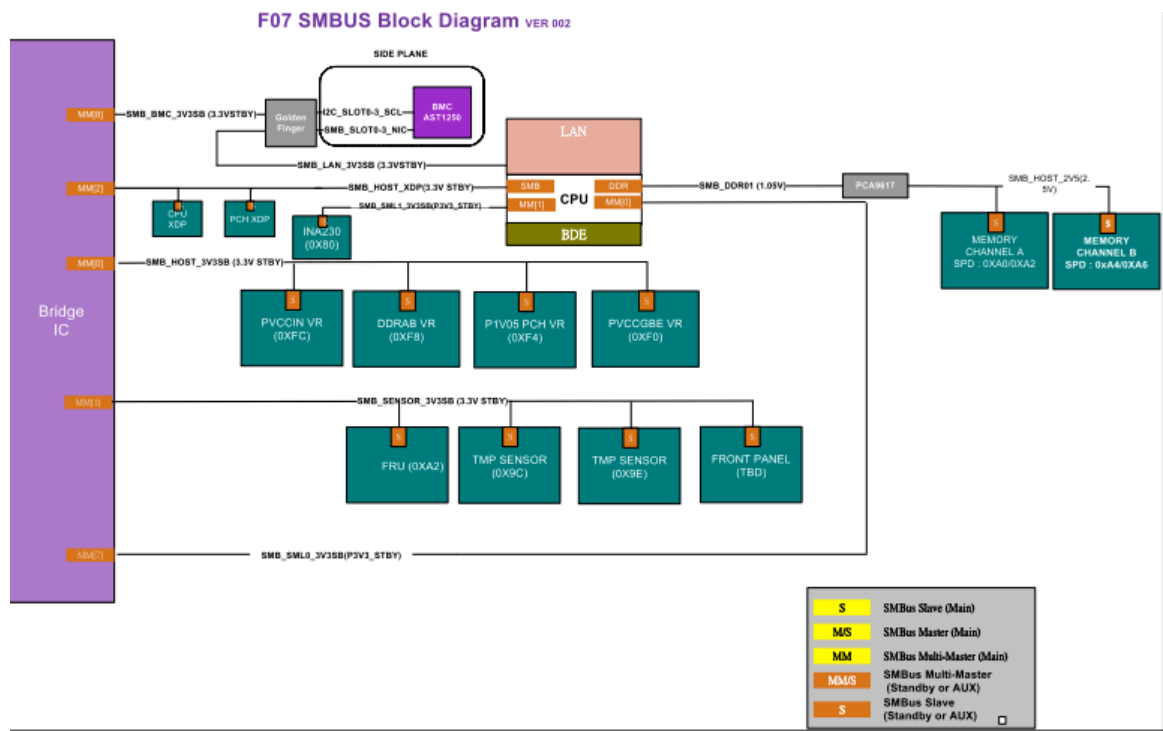 F07 SMBUS Block Diagram VER 002
SIDE PLANE
MM[0]
SMB_BMC_3V3SB (3.3VSTBY)
Golden
Finger
I2C_SLOT0-3_SCL
SMB_SLOT0-3_NIC
BMC
AST1250
LAN
SMB_LAN_3V3SB (3.3VSTBY)
MM[2]
SMB_HOST_XDP(3.3V STBY)
SMB
DDR
SMB_DDR01 (1.05V)
PCA9617
SMB_HOST_2V5(2.
5V)
CPU
XDP
S
PCH XDP
S
SMB_SML1_3V3SB(P3V3_STBY)
MM[1]
CPU
MM[0]
S
INA230
(0X80)
BDE
S
MEMORY
CHANNEL A
SPD : 0XA0/0XA2
S
MEMORY
CHANNEL B
SPD : 0xA4/0XA6
MM[0]
SMB_HOST_3V3SB (3.3V STBY)
Bridge
IC
S
PVCCIN VR
(0XFC)
S
DDRAB VR
(0XF8)
S
P1V05 PCH VR
(0XF4)
S
PVCCGBE VR
(0XF0)
MM[1]
SMB_SENSOR_3V3SB (3.3V STBY)
S
FRU (0XA2)
S
TMP SENSOR
(0X9C)
S
TMP SENSOR
(0X9E)
S
FRONT PANEL
(TBD)
MM[7]
SMB_SML0_3V3SB(P3V3_STBY)
S SMBus Slave (Main)
M/S SMBus Master (Main)
MM SMBus Multi-Master (Main)
MM/S SMBus Multi-Master
(Standby or AUX)
S SMBus Slave
(Standby or AUX)